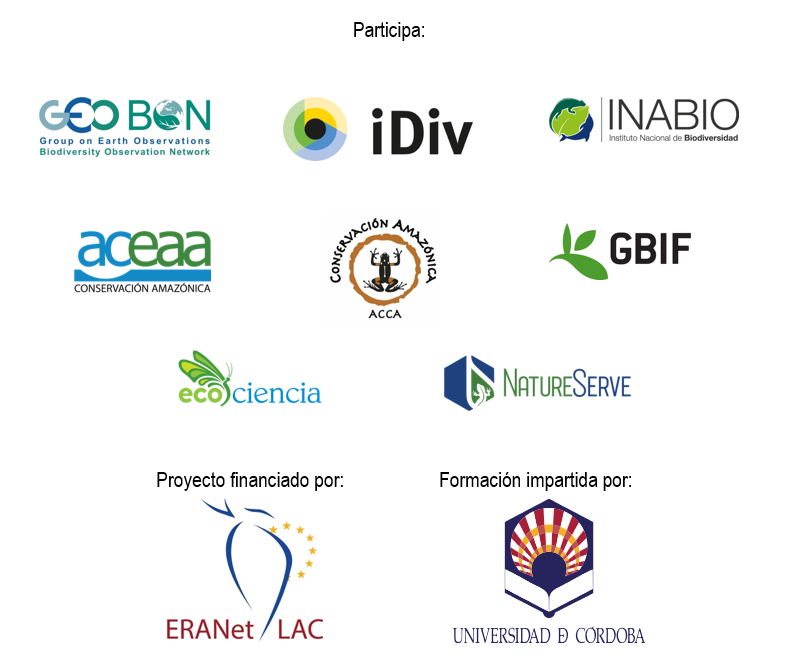 Participa:
GEO BON
Group on Earth Observations
Biodiversity Observation Network
iDiv
INABIO
Instituto Nacional de Biodiversidad
aceaa
CONSERVACIÓN AMAZÓNICA
CONSERVACIÓN AMAZÓNICA
ACCA
GBIF
ecociencia
NATURESERVE
Proyecto financiado por:
ERANet LAC
Formación impartida por:
UNIVERSIDAD Ð CÓRDOBA